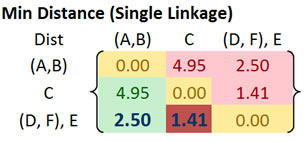 Min Distance (Single Linkage)
Dist (A,B) C (D, F), E
(A,B) 0.00 4.95 2.50
C 4.95 0.00 1.41
(D, F), E 2.50 1.41 0.00